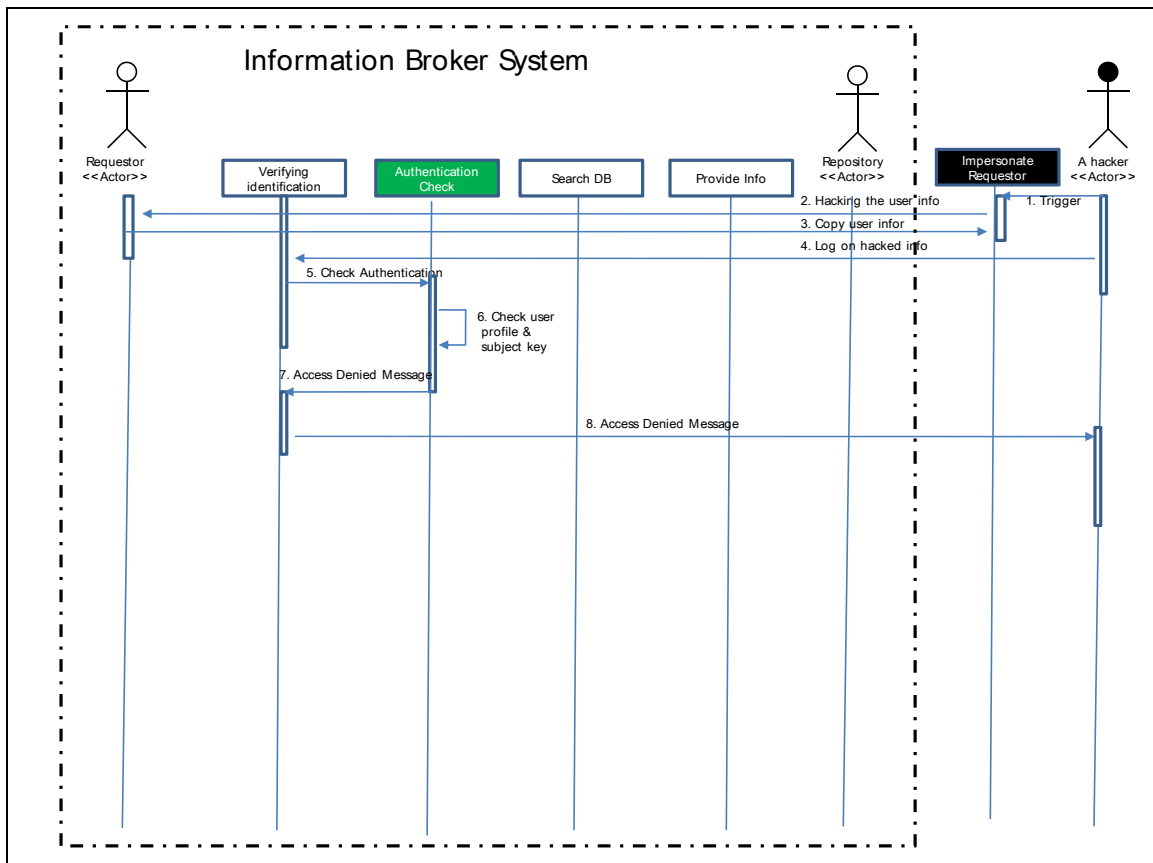 Information Broker System
Requestor
<<Actor>>
Verifying
identification
Authentication
Check
Search DB
Provide Info
Repository
<<Actor>>
Impersonate
Requestor
A hacker
<<Actor>>
1. Trigger
2. Hacking the user info
3. Copy user infor
4. Log on hacked info
5. Check Authentication
6. Check user
profile &
subject key
7. Access Denied Message
8. Access Denied Message